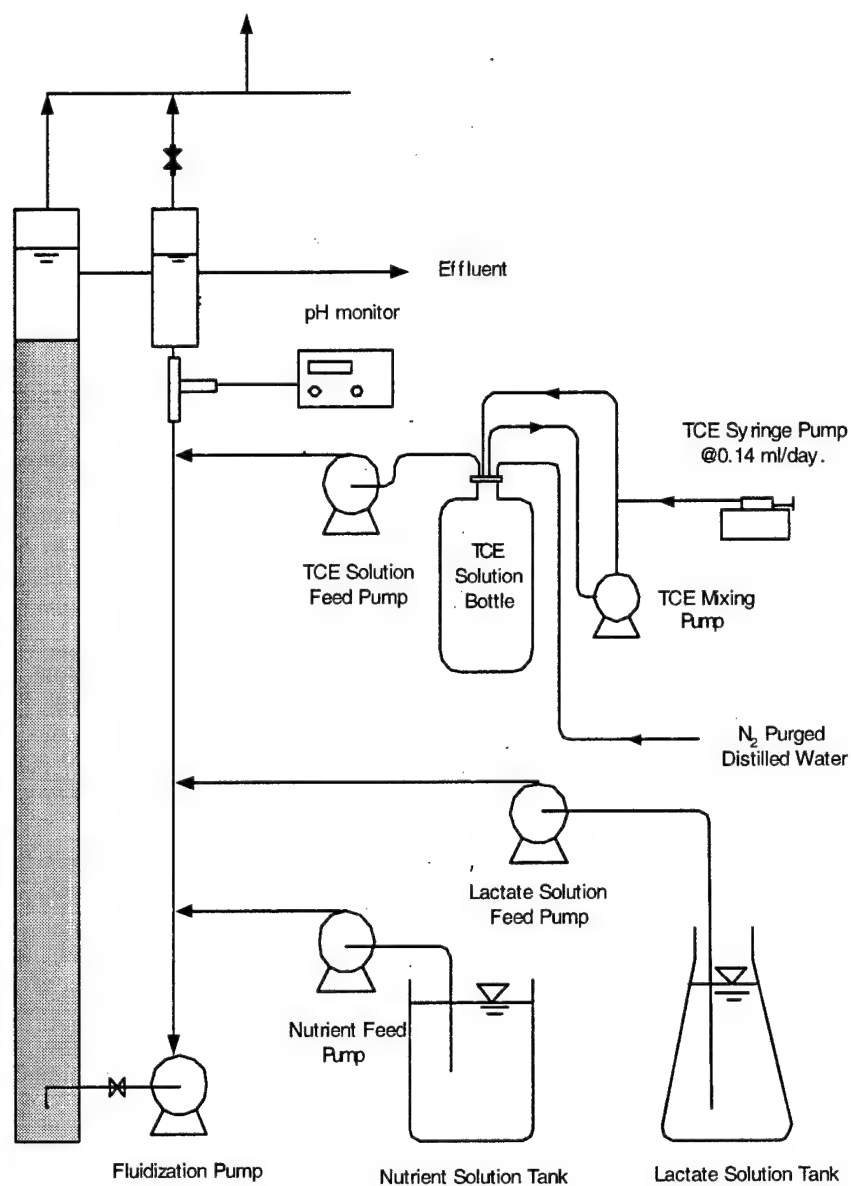 Effluent
pH monitor
TCE Syringe Pump
@0.14 ml/day.
TCE Solution
Feed Pump
TCE
Solution
Bottle
TCE Mixing
Pump
N₂ Purged
Distilled Water
Lactate Solution
Feed Pump
Nutrient Feed
Pump
Fluidization Pump
Nutrient Solution Tank
Lactate Solution Tank